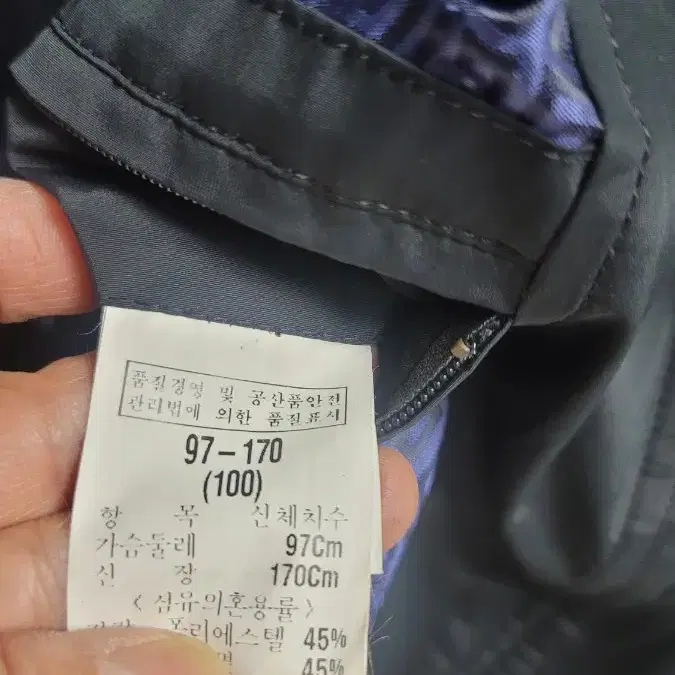 품질경영 및 공산품안전
관리법에 의한 품질표시
97-170
(100)
항 목 신체치수
가슴둘레 97Cm
신 장 170Cm
<섬유의혼용률>
폴리에스텔 45%
45%